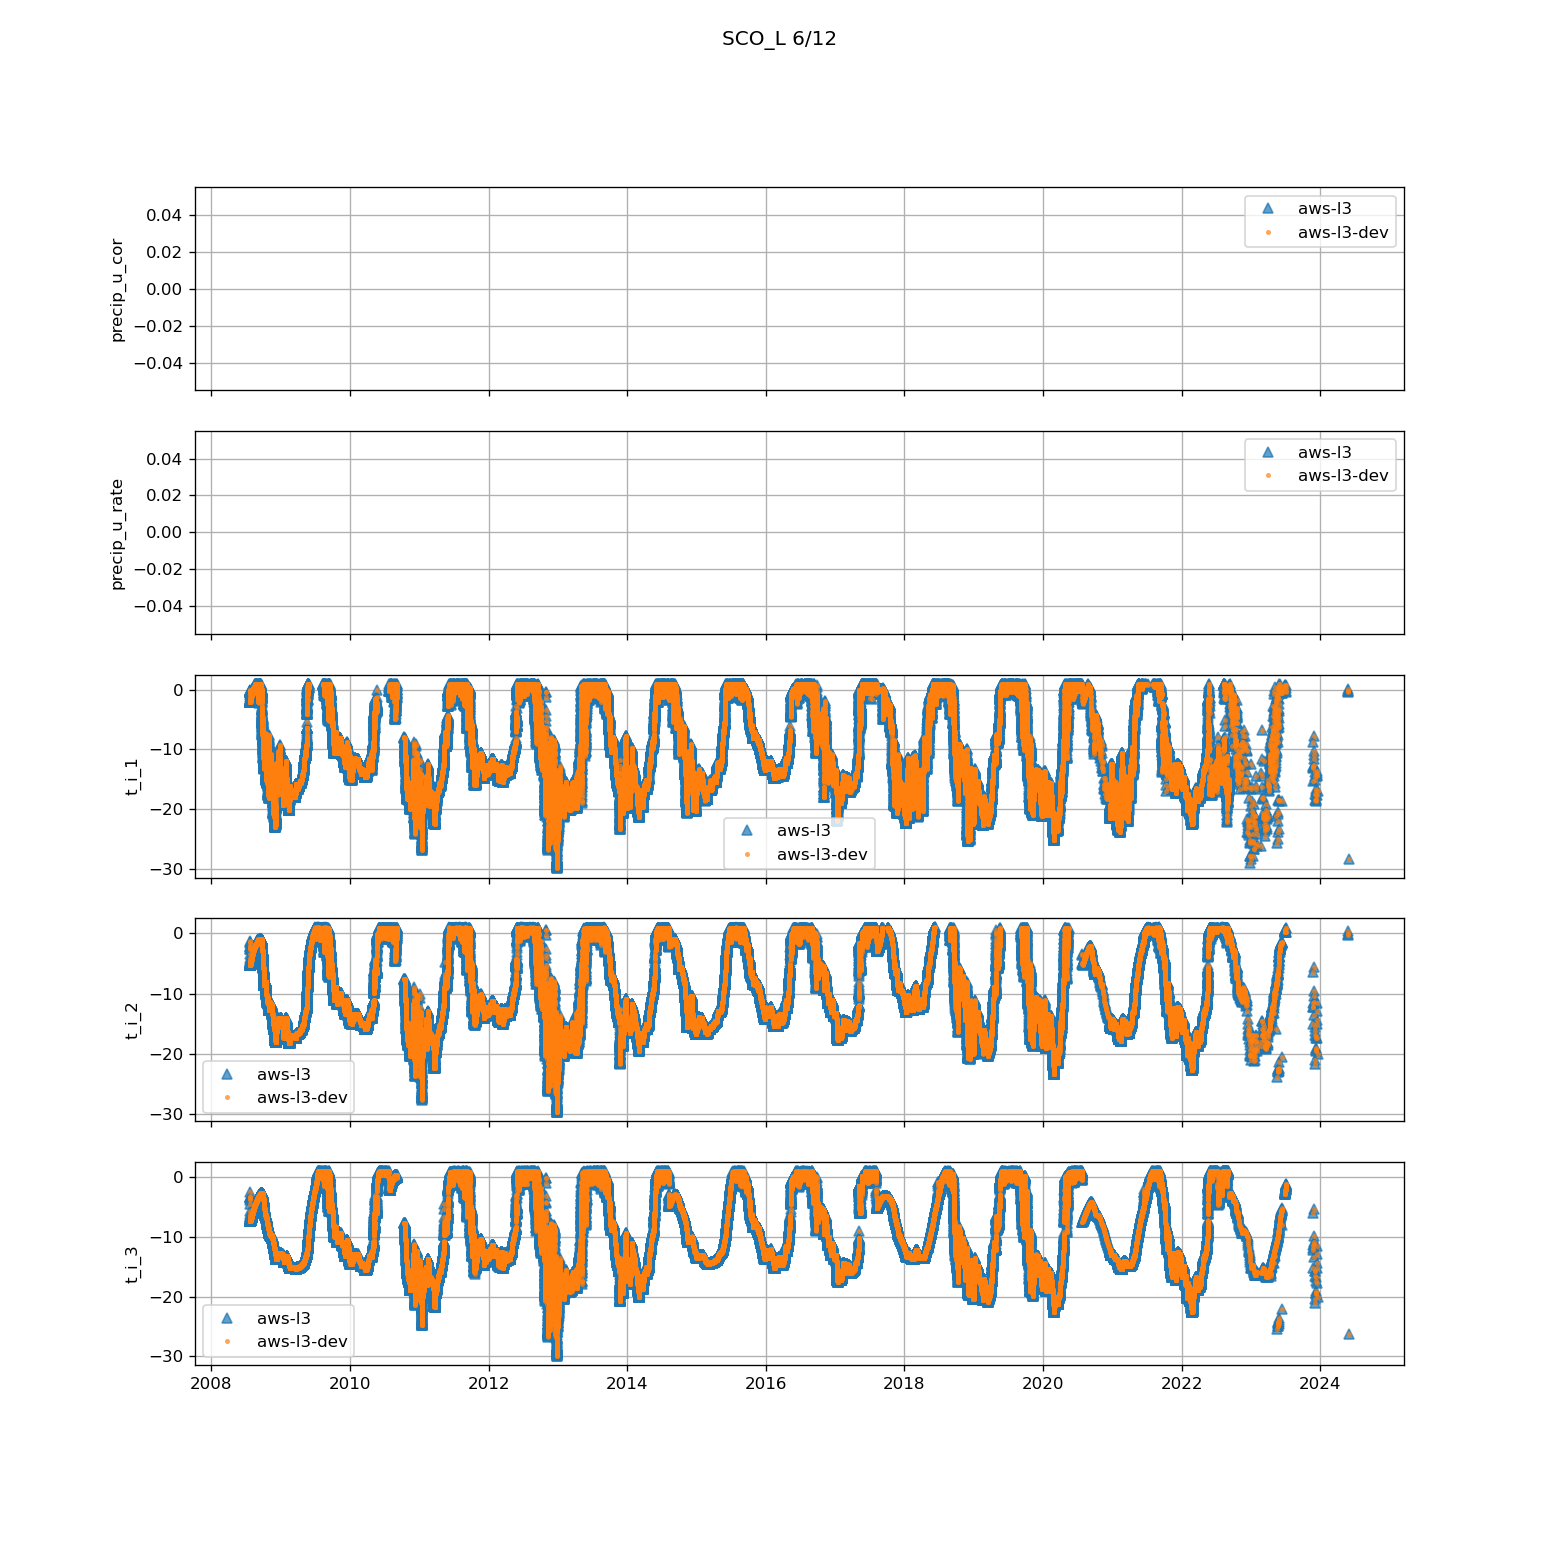 SCO_L 6/12
precip_u_cor
0.04
0.02
0.00
−0.02
−0.04
aws-l3
aws-l3-dev
precip_u_rate
0.04
0.02
0.00
−0.02
−0.04
aws-l3
aws-l3-dev
t_i_1
0
−10
−20
−30
aws-l3
aws-l3-dev
t_i_2
0
−10
−20
−30
aws-l3
aws-l3-dev
t_i_3
0
−10
−20
−30
aws-l3
aws-l3-dev
2008 2010 2012 2014 2016 2018 2020 2022 2024